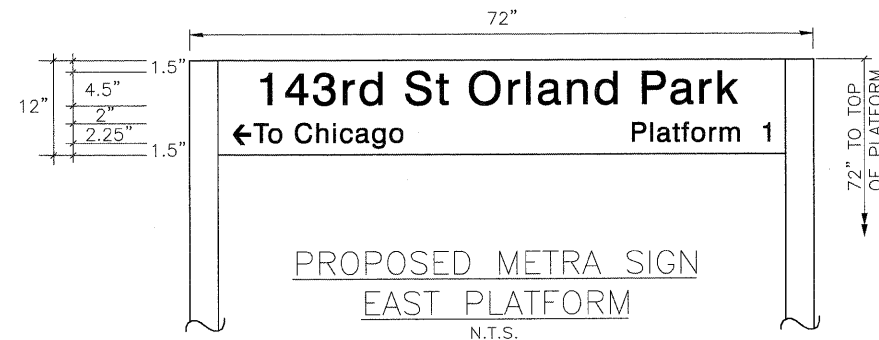 72"
1.5"
4.5"
12"
2"
2.25"
1.5"
143rd St Orland Park
←To Chicago Platform 1
72" TO TOP
OF PLATFORM
PROPOSED METRA SIGN
EAST PLATFORM
N.T.S.